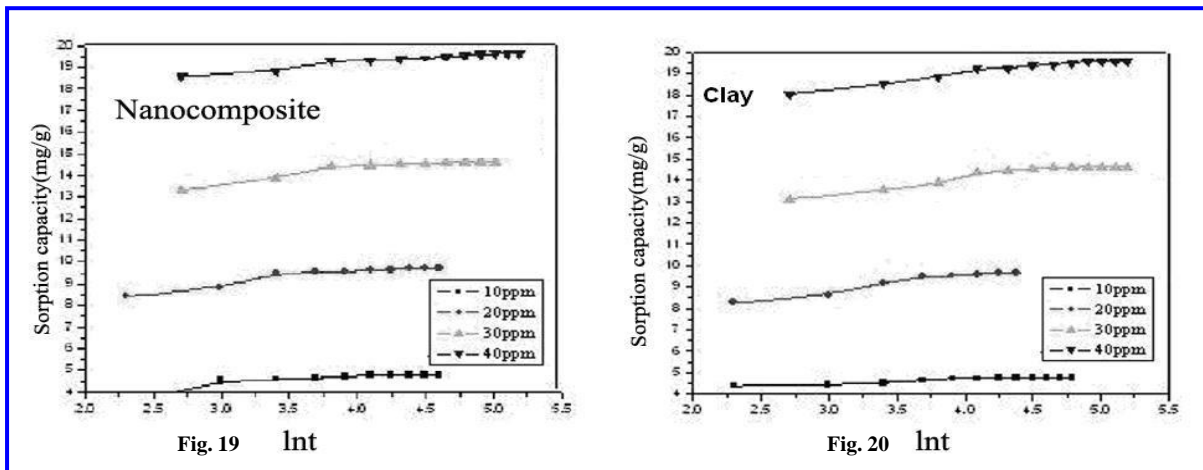 20
19
18
17
16
15
14
13
12
11
10
9
8
7
6
5
4
Sorption capacity(mg/g)
Nanocomposite
10ppm
20ppm
30ppm
40ppm
2.0 2.5 3.0 3.5 4.0 4.5 5.0 5.5
Fig. 19 lnt
20
19
18
17
16
15
14
13
12
11
10
9
8
7
6
5
4
Sorption capacity(mg/g)
Clay
10ppm
20ppm
30ppm
40ppm
2.0 2.5 3.0 3.5 4.0 4.5 5.0 5.5
Fig. 20 lnt